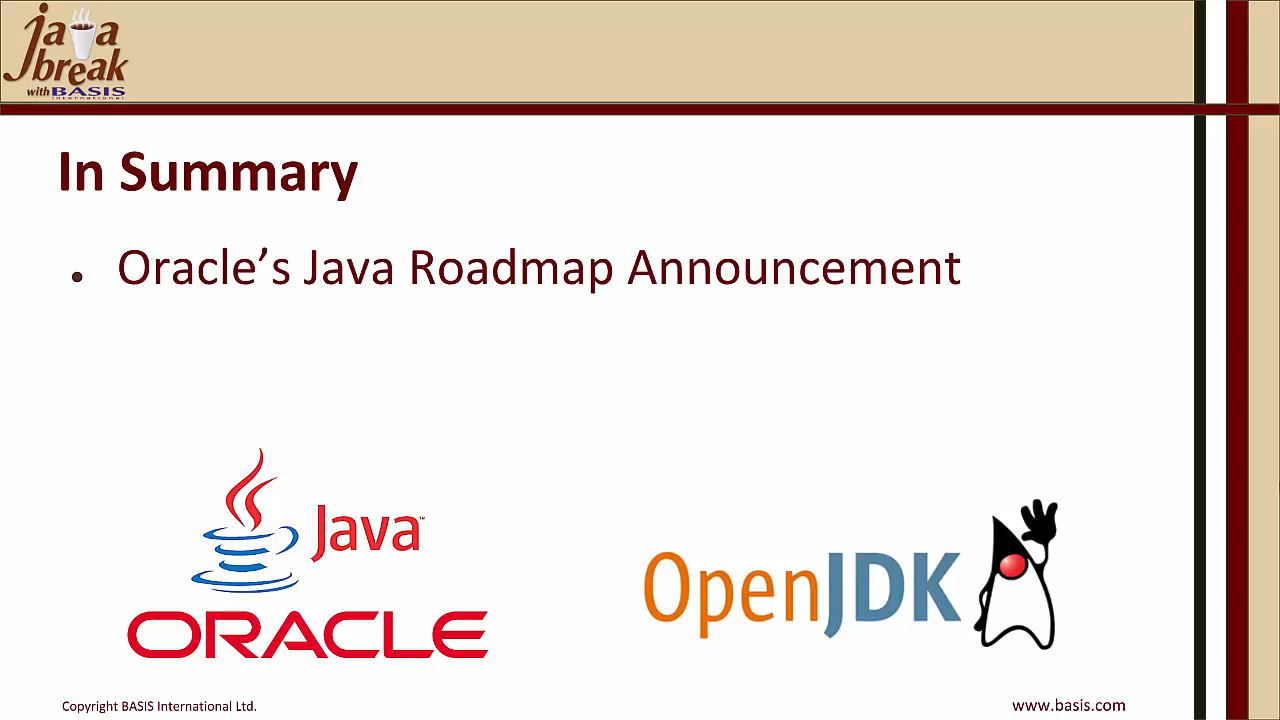 java
break
with BASIS
international
In Summary
• Oracle’s Java Roadmap Announcement
Java™
ORACLE
OpenJDK
Copyright BASIS International Ltd.
www.basis.com